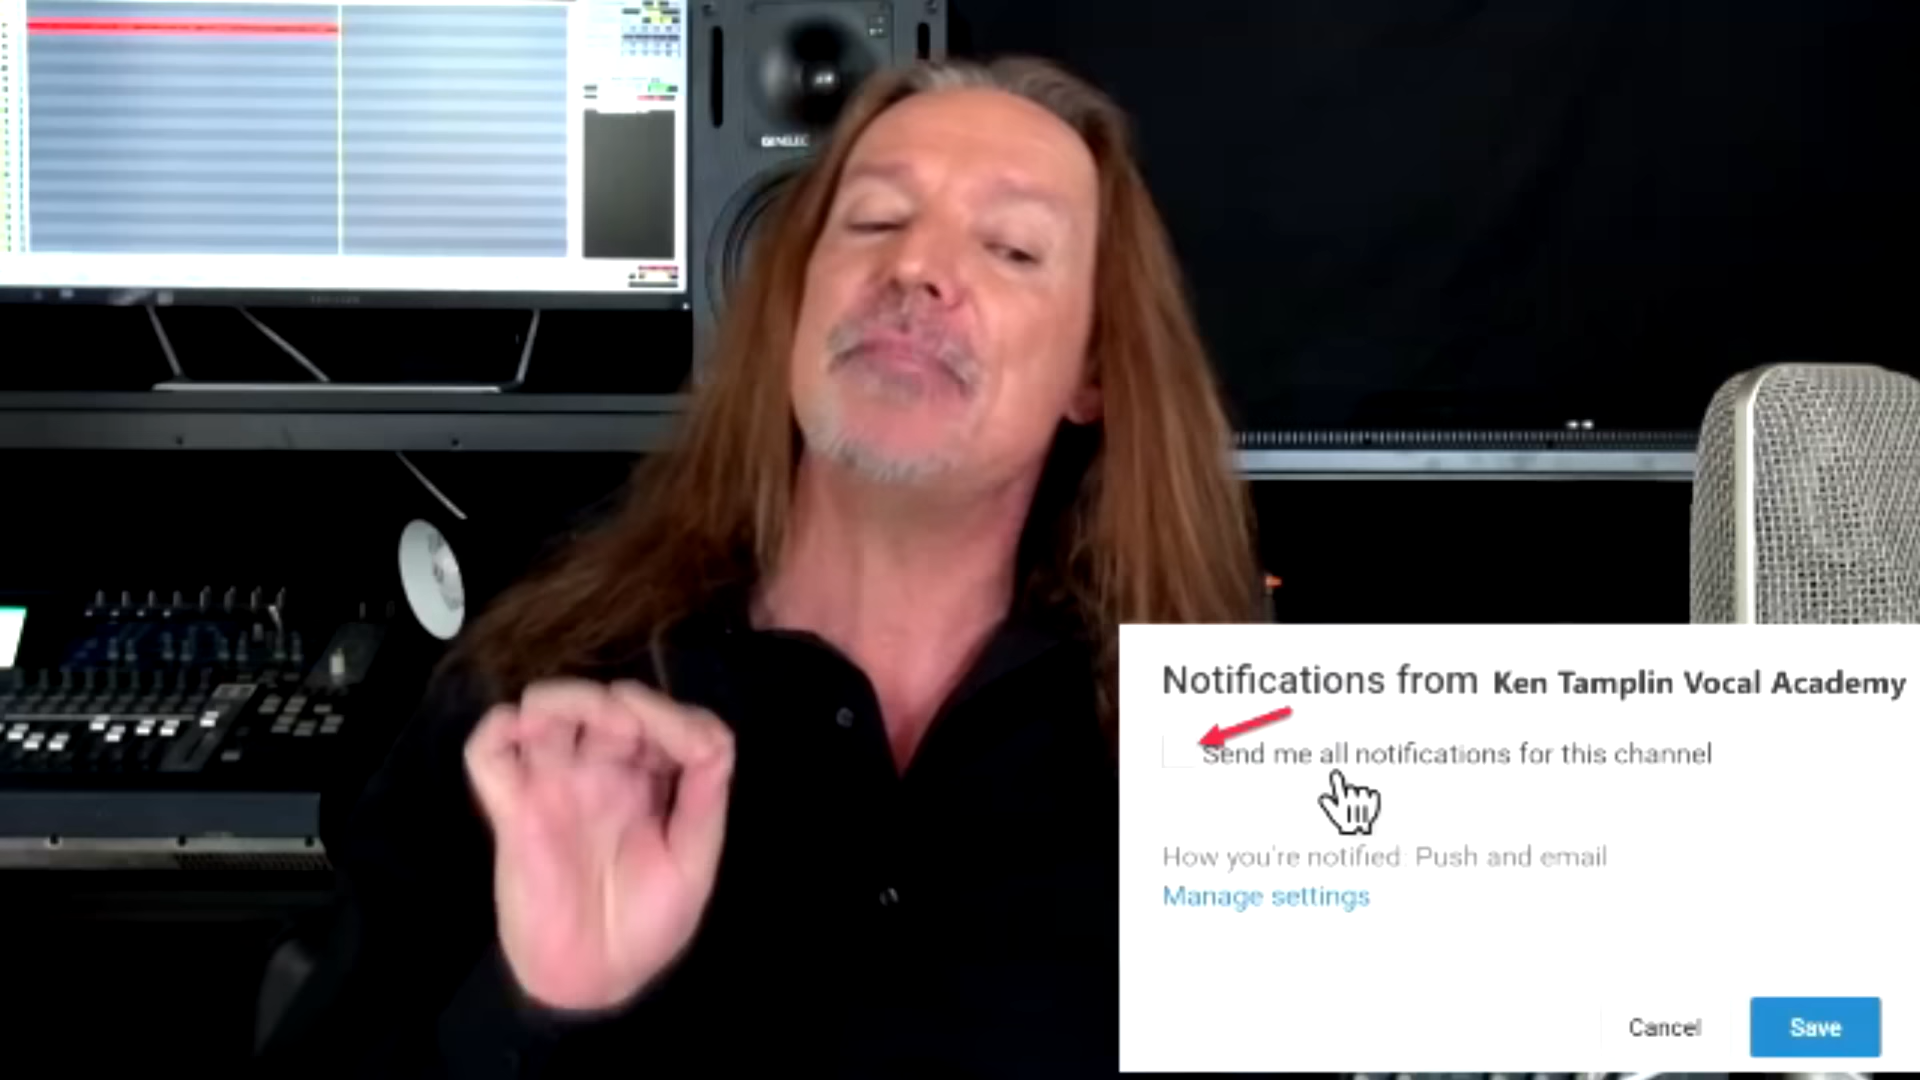 GENELEC
Notifications from Ken Tamplin Vocal Academy
Send me all notifications for this channel
How you're notified: Push and email
Manage settings
Cancel
Save